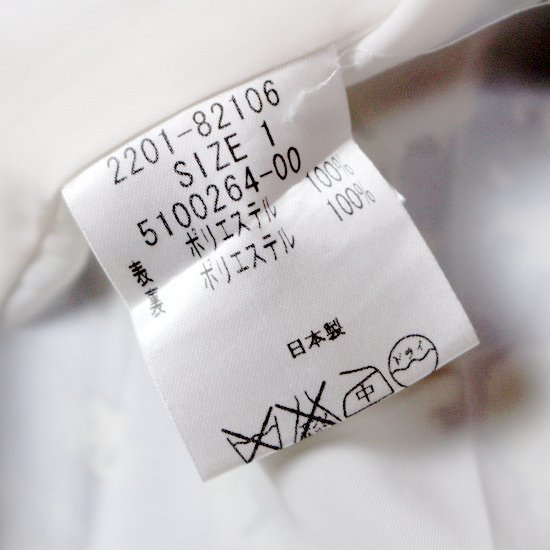 2201-82106
SIZE 1
5100264-00
表 ポリエステル 100%
裏 ポリエステル 100%
日本製
中 ドライ